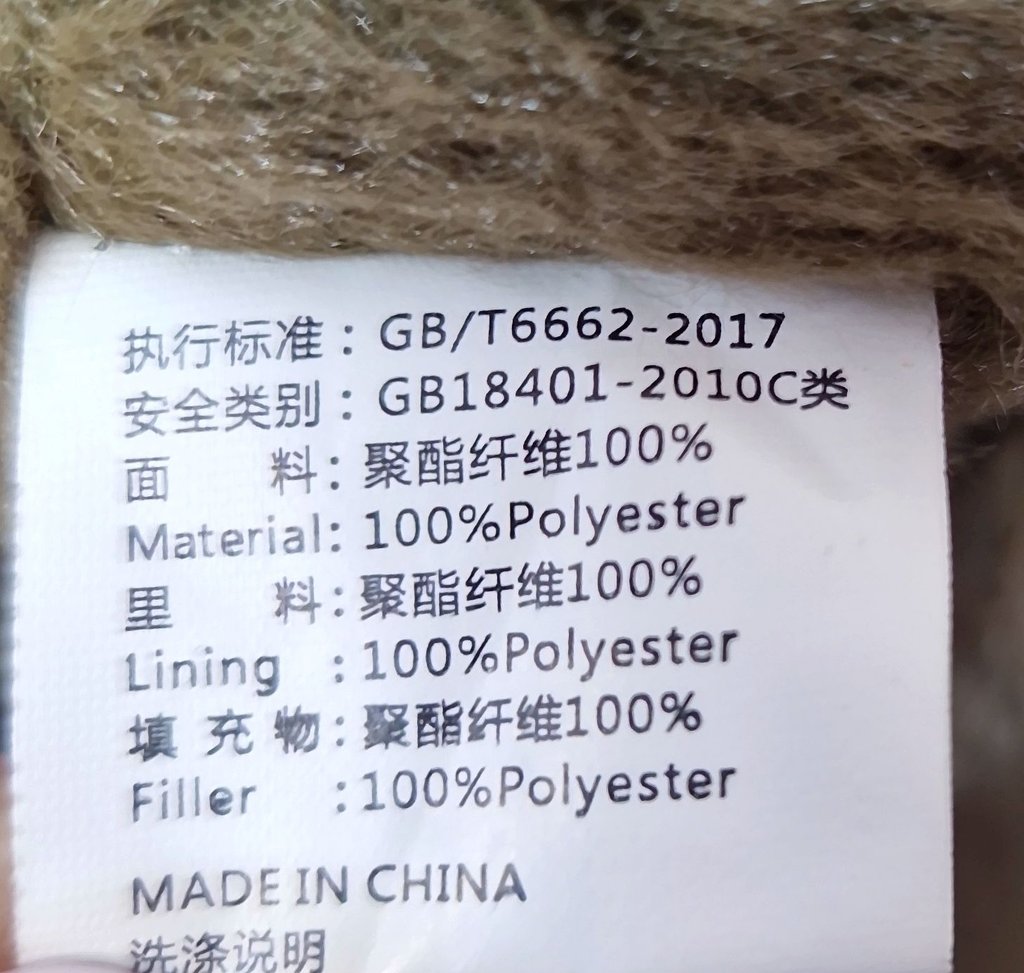 执行标准：GB/T6662-2017
安全类别：GB18401-2010C类
面 料：聚酯纤维100%
Material: 100%Polyester
里 料：聚酯纤维100%
Lining :100%Polyester
填 充 物：聚酯纤维100%
Filler :100%Polyester
MADE IN CHINA
洗涤说明